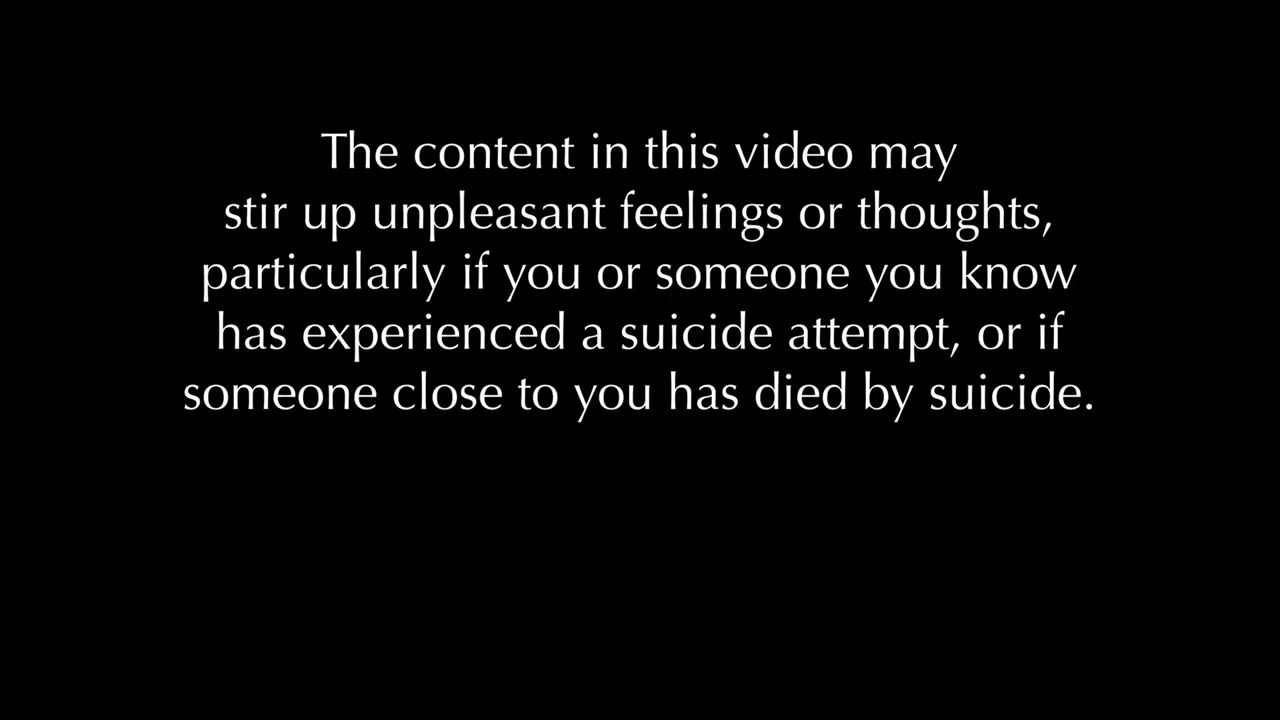 The content in this video may
stir up unpleasant feelings or thoughts,
particularly if you or someone you know
has experienced a suicide attempt, or if
someone close to you has died by suicide.